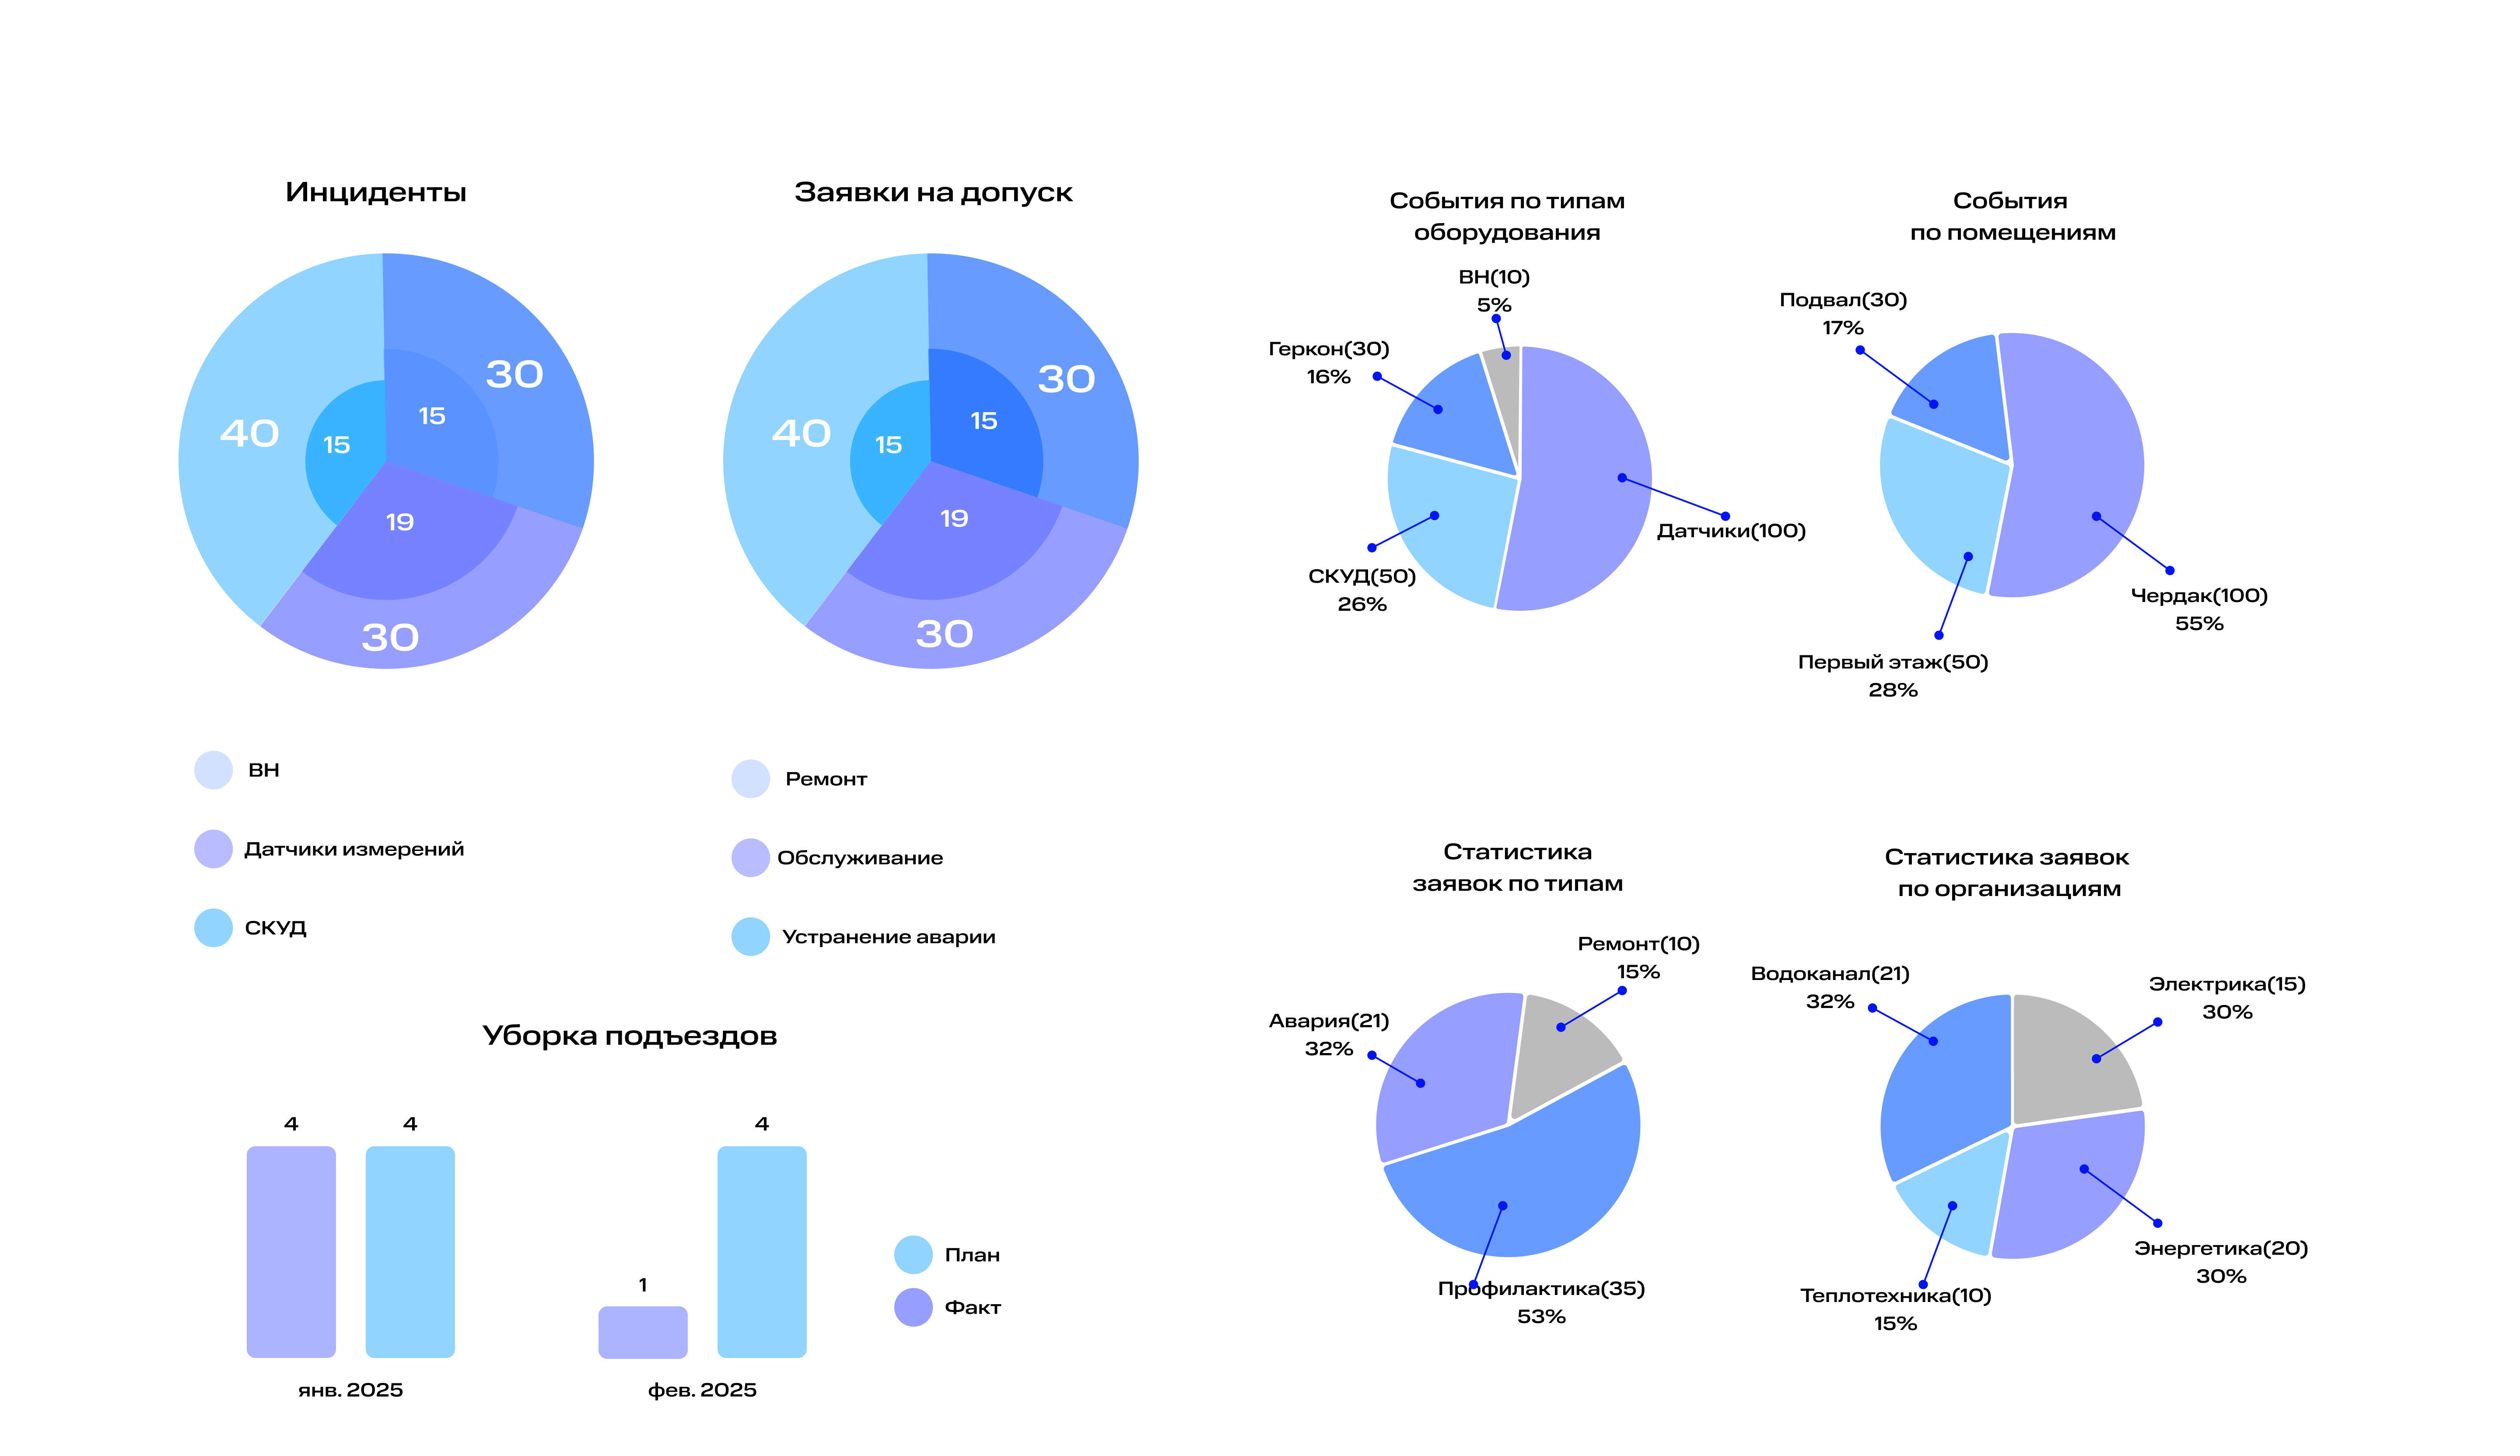 Инциденты
40
30
15
15
19
30
ВН
Датчики измерений
СКУД
Заявки на допуск
40
30
15
15
19
30
Ремонт
Обслуживание
Устранение аварии
Уборка подъездов
4
4
1
4
янв. 2025
фев. 2025
План
Факт
События по типам
оборудования
ВН(10)
5%
Геркон(30)
16%
Датчики(100)
СКУД(50)
26%
События
по помещениям
Подвал(30)
17%
Чердак(100)
55%
Первый этаж(50)
28%
Статистика
заявок по типам
Ремонт(10)
15%
Авария(21)
32%
Профилактика(35)
53%
Статистика заявок
по организациям
Водоканал(21)
32%
Электрика(15)
30%
Энергетика(20)
30%
Теплотехника(10)
15%